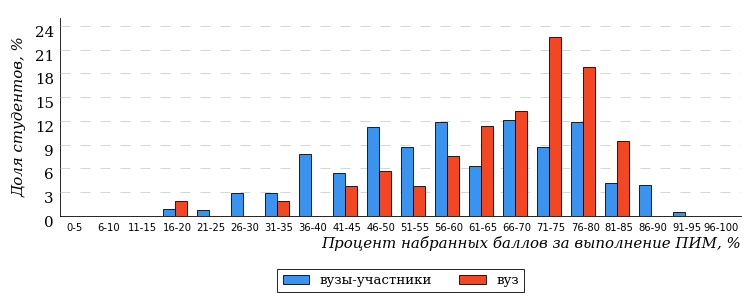 Доля студентов, %
24
21
18
15
12
9
6
3
0
0-5 6-10 11-15 16-20 21-25 26-30 31-35 36-40 41-45 46-50 51-55 56-60 61-65 66-70 71-75 76-80 81-85 86-90 91-95 96-100
Процент набранных баллов за выполнение ПИМ, %
вузы-участники вуз